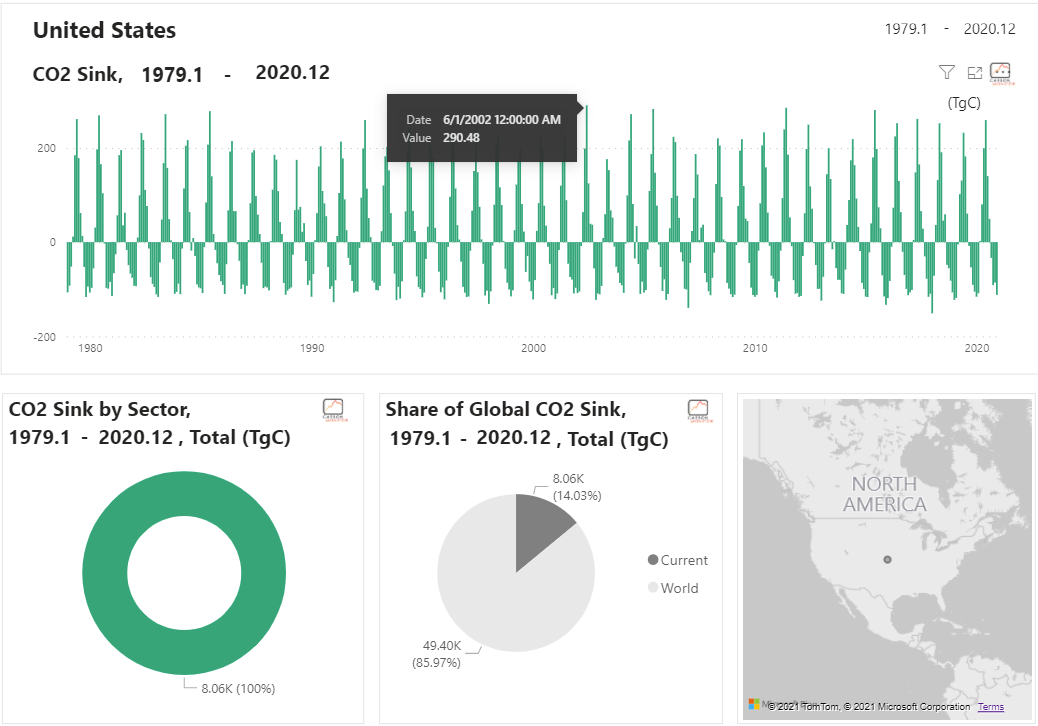 United States
1979.1 - 2020.12
CO2 Sink, 1979.1 - 2020.12
(TgC)
Date 6/1/2002 12:00:00 AM
Value 290.48
200
0
-200
1980 1990 2000 2010 2020
CO2 Sink by Sector,
1979.1 - 2020.12 , Total (TgC)
8.06K (100%)
Share of Global CO2 Sink,
1979.1 - 2020.12 , Total (TgC)
8.06K
(14.03%)
Current
World
49.40K
(85.97%)
NORTH
AMERICA
© 2021 TomTom, © 2021 Microsoft Corporation Terms